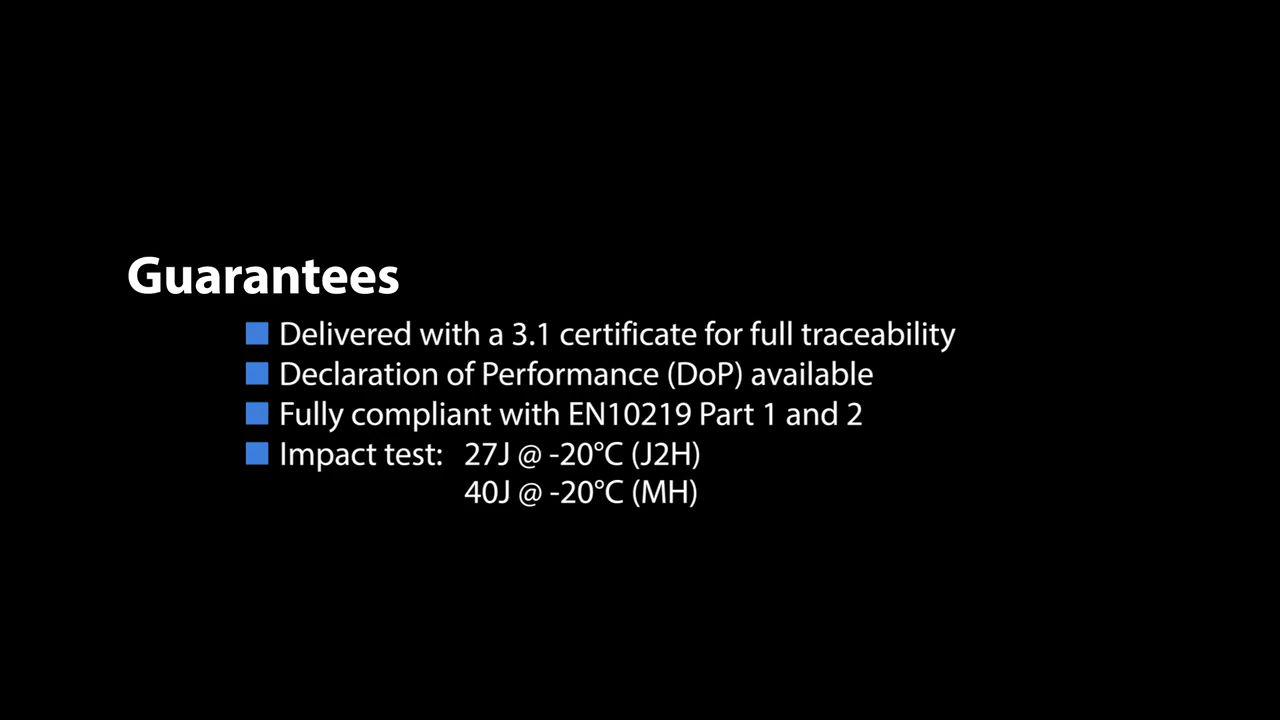 Guarantees
Delivered with a 3.1 certificate for full traceability
Declaration of Performance (DoP) available
Fully compliant with EN10219 Part 1 and 2
Impact test: 27J @ -20°C (J2H)
40J @ -20°C (MH)